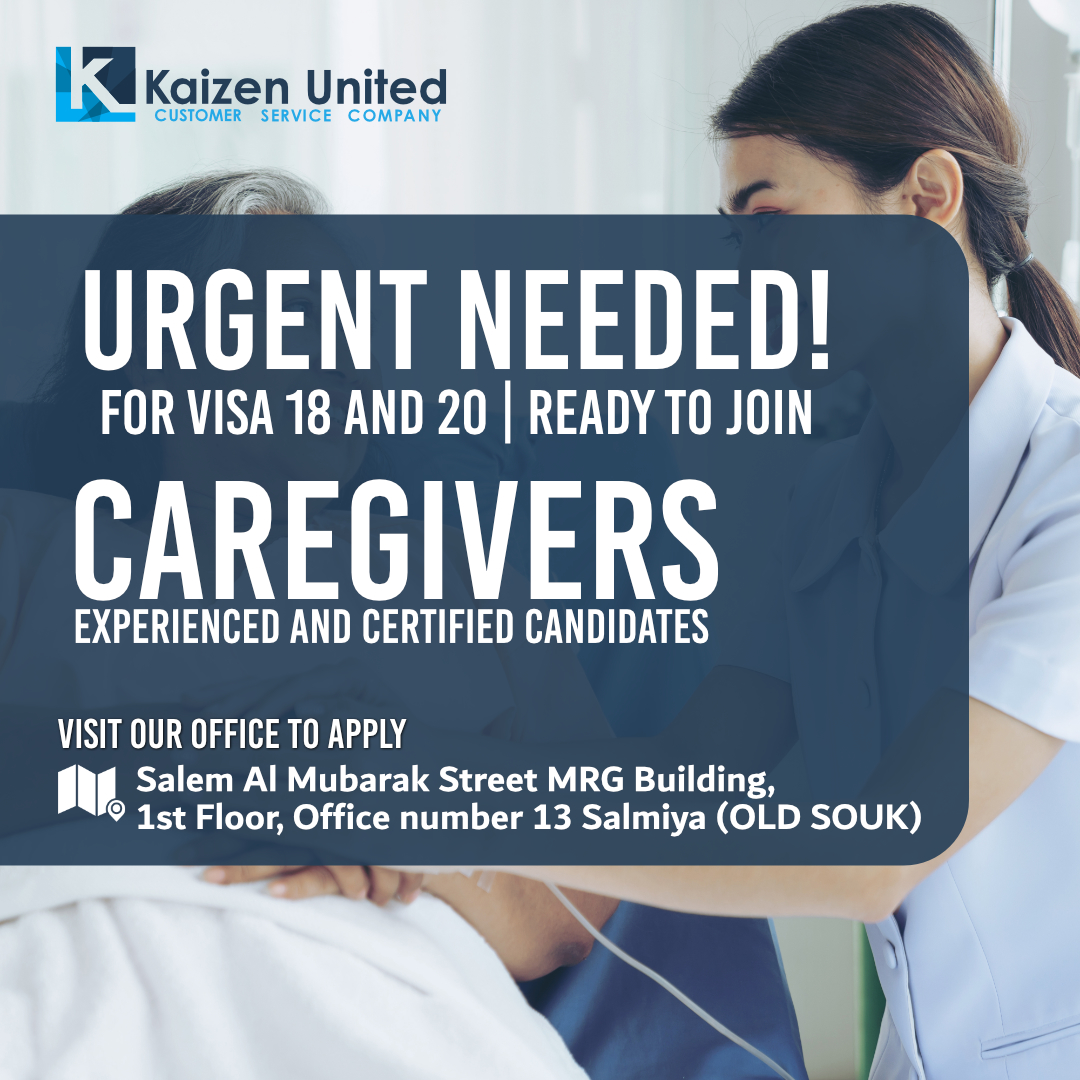 Kaizen United
CUSTOMER SERVICE COMPANY
URGENT NEEDED!
FOR VISA 18 AND 20 | READY TO JOIN
CAREGIVERS
EXPERIENCED AND CERTIFIED CANDIDATES
VISIT OUR OFFICE TO APPLY
Salem Al Mubarak Street MRG Building,
1st Floor, Office number 13 Salmiya (OLD SOUK)